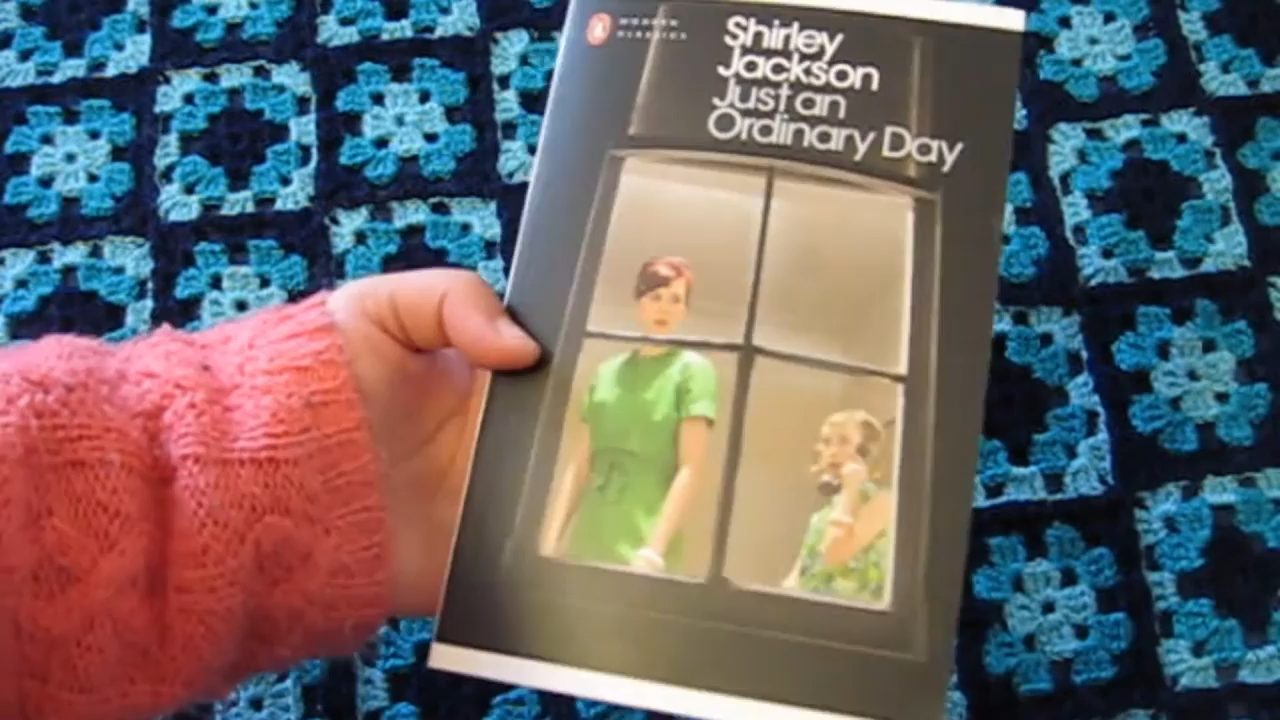 MODERN
CLASSICS
Shirley
Jackson
Just an
Ordinary Day